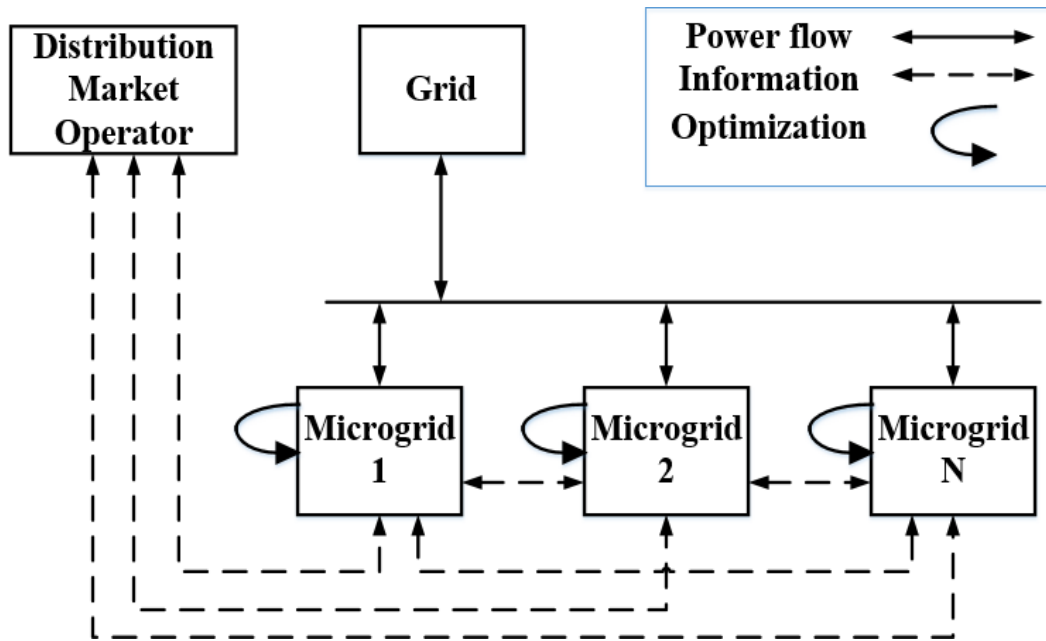 Distribution
Market
Operator
Grid
Power flow
Information
Optimization
Microgrid
1
Microgrid
2
Microgrid
N